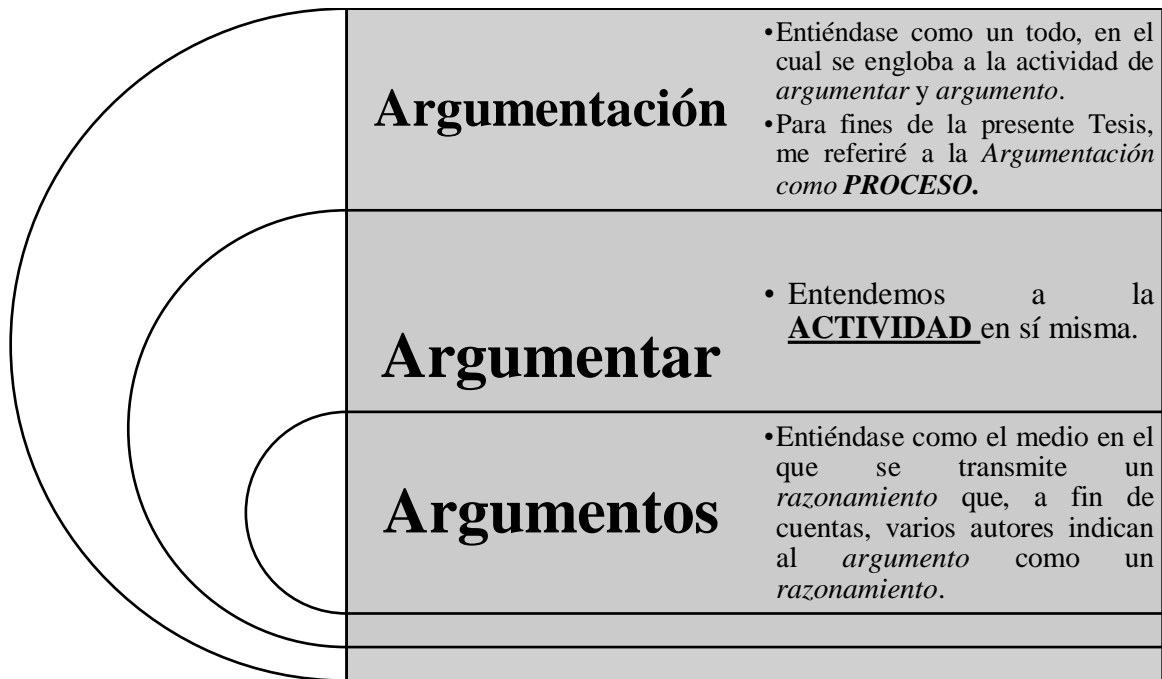 Argumentación
•Entiéndase como un todo, en el
cual se engloba a la actividad de
argumentar y argumento.
•Para fines de la presente Tesis,
me referiré a la Argumentación
como PROCESO.
Argumentar
• Entendemos a la
ACTIVIDAD en sí misma.
Argumentos
•Entiéndase como el medio en el
que se transmite un
razonamiento que, a fin de
cuentas, varios autores indican
al argumento como un
razonamiento.